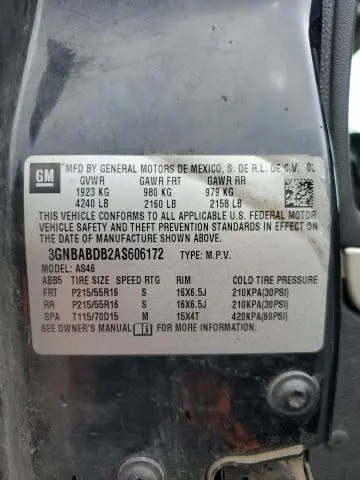 GM
MFD BY GENERAL MOTORS DE MEXICO, S. DE R.L. DE C.V. 03
GVWR GAWR FRT GAWR RR
1923 KG 980 KG 979 KG
4240 LB 2160 LB 2158 LB
THIS VEHICLE CONFORMS TO ALL APPLICABLE U.S. FEDERAL MOTOR
VEHICLE SAFETY AND THEFT PREVENTION STANDARDS IN EFFECT ON
THE DATE OF MANUFACTURE SHOWN ABOVE.
3GNBABDB2AS606172 TYPE: M.P.V.
MODEL: AS46
ABB5 TIRE SIZE SPEED RTG RIM COLD TIRE PRESSURE
FRT P215/55R16 S 16X6.5J 210KPA(30PSI)
RR P215/55R16 S 16X6.5J 210KPA(30PSI)
SPA T115/70D15 M 15X4T 420KPA(60PSI)
SEE OWNER'S MANUAL FOR MORE INFORMATION.